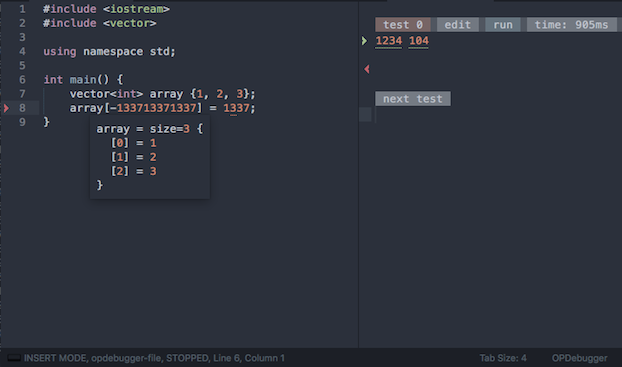 1 #include <iostream>
2 #include <vector>
3
4 using namespace std;
5
6 int main() {
7 vector<int> array {1, 2, 3};
8 array[-133713371337] = 1337;
9 }
array = size=3 {
[0] = 1
[1] = 2
[2] = 3
}
test 0 edit run time: 905ms
1234 104
next test
INSERT MODE, opdebugger-file, STOPPED, Line 6, Column 1 Tab Size: 4 OPDebugger